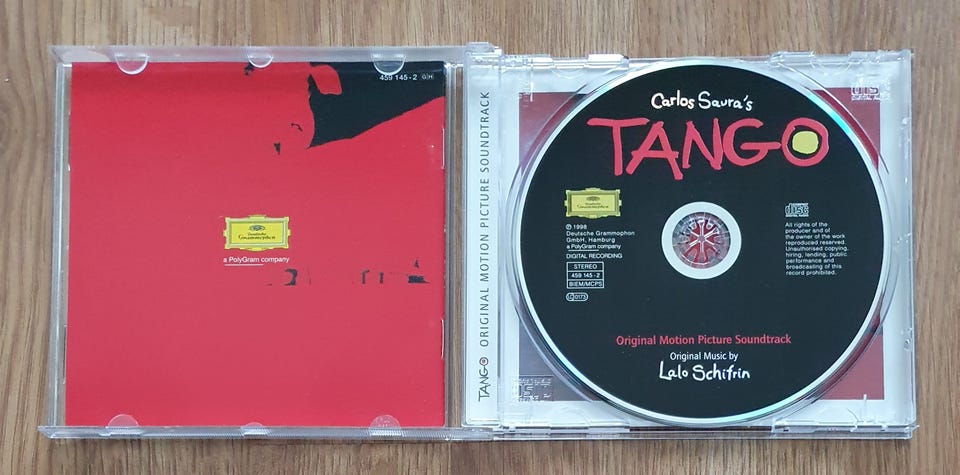 459 145-2 GH
Deutsche
Grammophon
a PolyGram company
TANGO ORIGINAL MOTION PICTURE SOUNDTRACK
Carlos Saura's
TANGO
Deutsche
Grammophon
℗ 1998
Deutsche Grammophon
GmbH, Hamburg
a PolyGram company
DIGITAL RECORDING
STEREO
459 145-2
BIEM/MCPS
LC 0173
disc
All rights of the
producer and of
the owner of the work
reproduced reserved.
Unauthorised copying,
hiring, lending, public
performance and
broadcasting of this
record prohibited.
Original Motion Picture Soundtrack
Original Music by
Lalo Schifrin